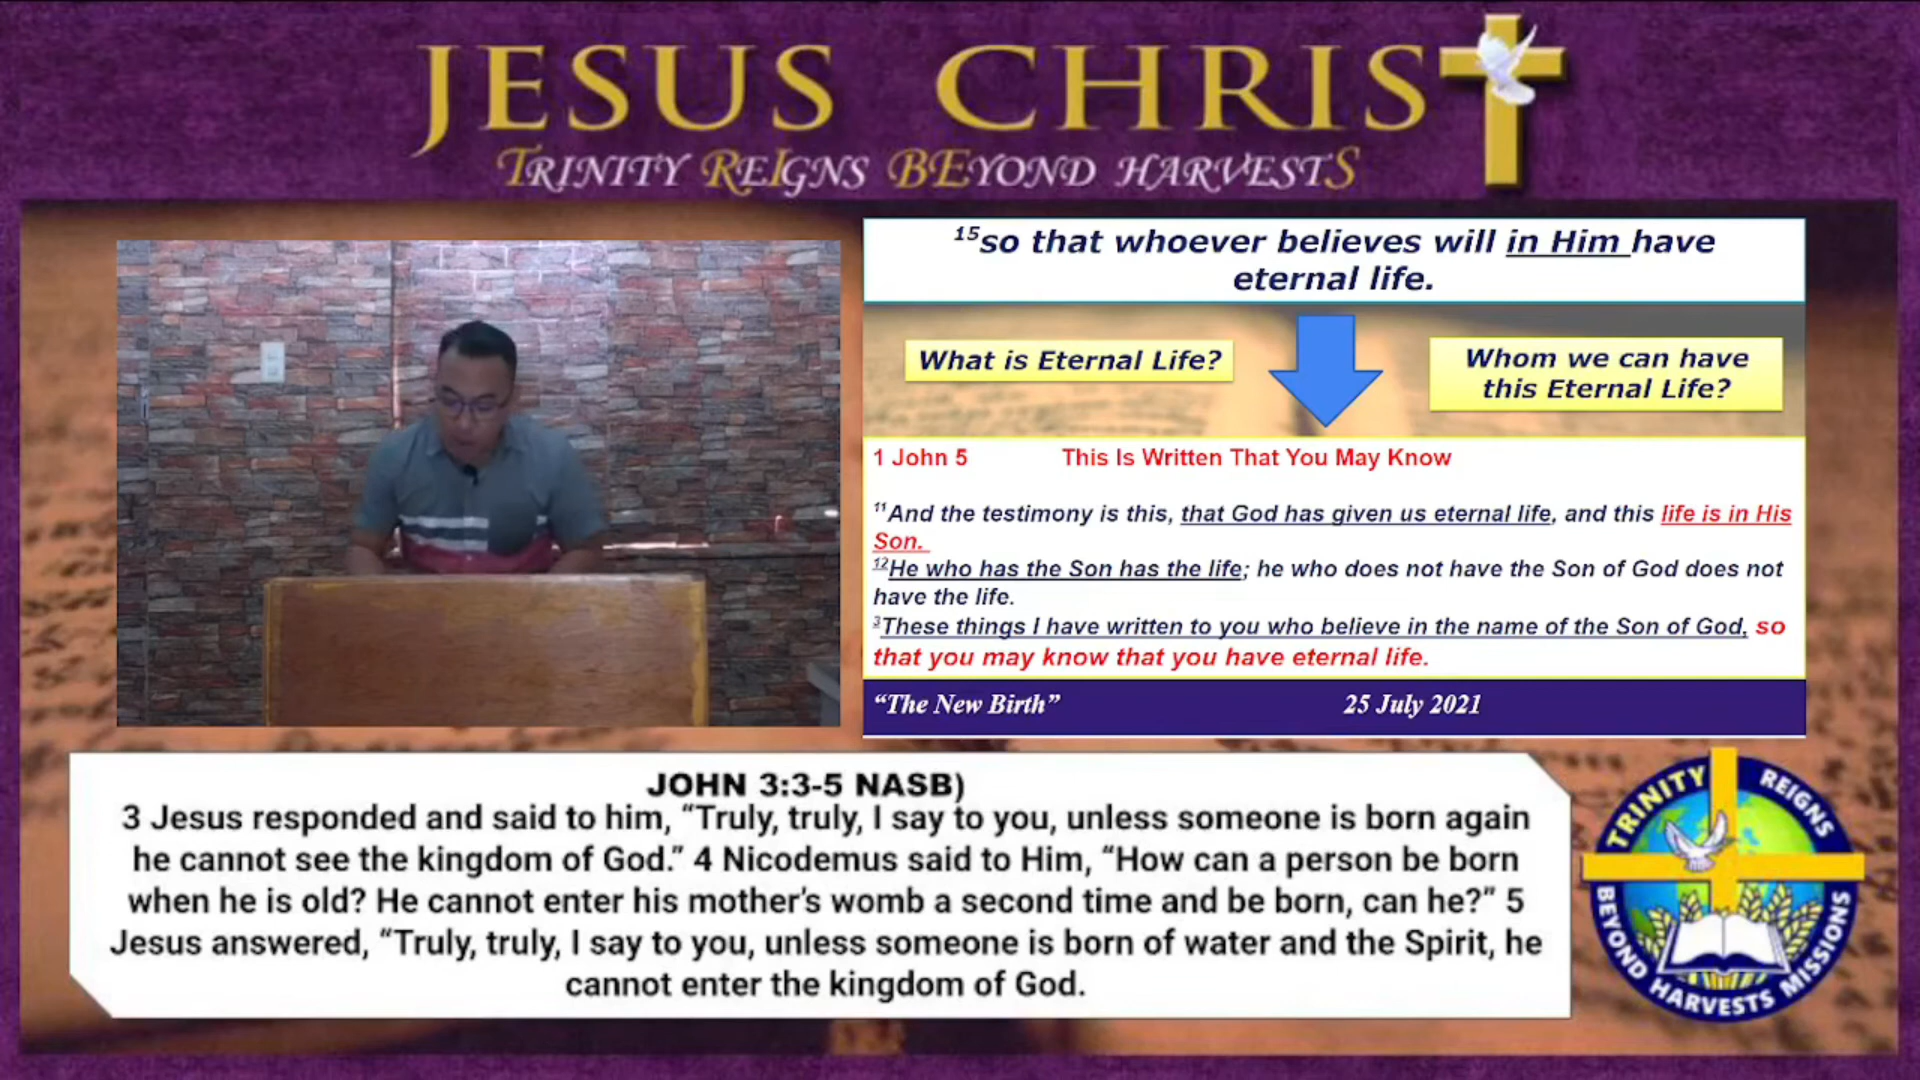 JESUS CHRIST
TRINITY REIGNS BEYOND HARVESTS
15so that whoever believes will in Him have
eternal life.
What is Eternal Life?
Whom we can have
this Eternal Life?
1 John 5 This Is Written That You May Know
11And the testimony is this, that God has given us eternal life, and this life is in His
Son.
12He who has the Son has the life; he who does not have the Son of God does not
have the life.
3These things I have written to you who believe in the name of the Son of God, so
that you may know that you have eternal life.
“The New Birth” 25 July 2021
JOHN 3:3-5 NASB)
3 Jesus responded and said to him, “Truly, truly, I say to you, unless someone is born again
he cannot see the kingdom of God.” 4 Nicodemus said to Him, “How can a person be born
when he is old? He cannot enter his mother’s womb a second time and be born, can he?” 5
Jesus answered, “Truly, truly, I say to you, unless someone is born of water and the Spirit, he
cannot enter the kingdom of God.
TRINITY REIGNS
BEYOND HARVESTS MISSIONS